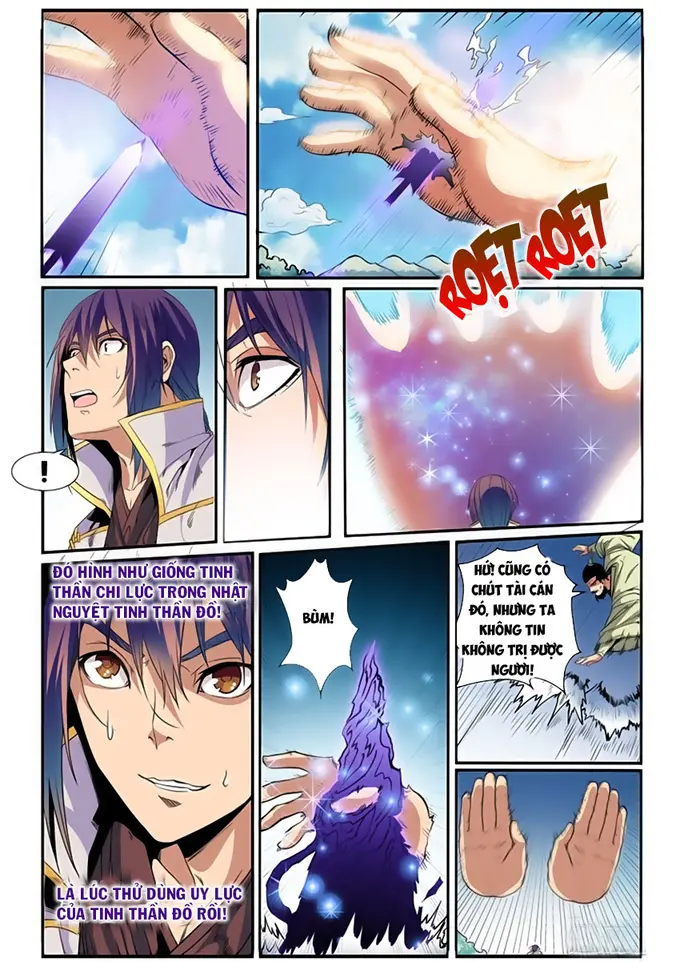 ROẸT ROẸT
!
ĐÓ HÌNH NHƯ GIỐNG TINH
THẦN CHI LỰC TRONG NHẬT
NGUYỆT TINH THẦN ĐỒ!
LÀ LÚC THỬ DÙNG UY LỰC
CỦA TINH THẦN ĐỒ RỒI!
BÙM!
HỨ! CŨNG CÓ
CHÚT TÀI CÁN
ĐÓ, NHƯNG TA
KHÔNG TIN
KHÔNG TRỊ ĐƯỢC
NGƯƠI!